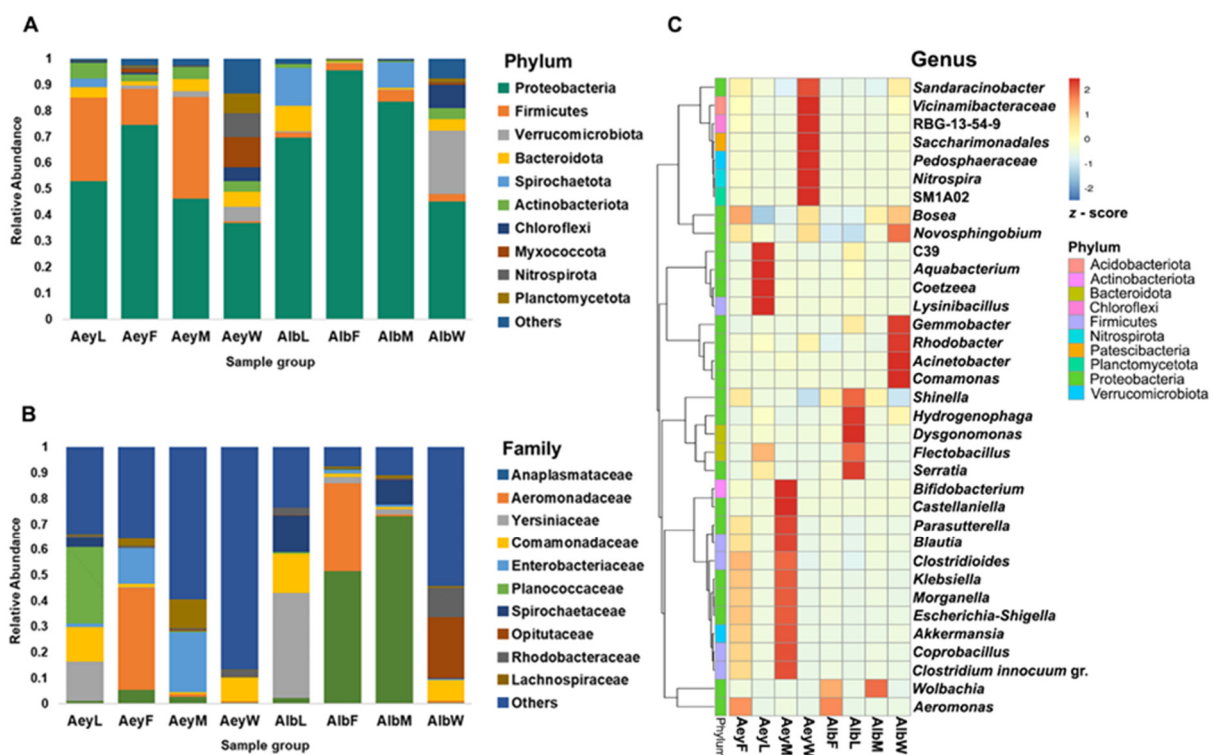 A
Relative Abundance
1
0.9
0.8
0.7
0.6
0.5
0.4
0.3
0.2
0.1
0
AeyL AeyF AeyM AeyW AlbL AlbF AlbM AlbW
Sample group
Phylum
Proteobacteria
Firmicutes
Verrucomicrobiota
Bacteroidota
Spirochaetota
Actinobacteriota
Chloroflexi
Myxococcota
Nitrospirota
Planctomycetota
Others
B
Relative Abundance
1
0.9
0.8
0.7
0.6
0.5
0.4
0.3
0.2
0.1
0
AeyL AeyF AeyM AeyW AlbL AlbF AlbM AlbW
Sample group
Family
Anaplasmataceae
Aeromonadaceae
Yersiniaceae
Comamonadaceae
Enterobacteriaceae
Planococcaceae
Spirochaetaceae
Opitutaceae
Rhodobacteraceae
Lachnospiraceae
Others
C
Genus
Sandaracinobacter
Vicinamibacteraceae
RBG-13-54-9
Saccharimonadales
Pedosphaeraceae
Nitrospira
SM1A02
Bosea
Novosphingobium
C39
Aquabacterium
Coetzeea
Lysinibacillus
Gemmobacter
Rhodobacter
Acinetobacter
Comamonas
Shinella
Hydrogenophaga
Dysgonomonas
Flectobacillus
Serratia
Bifidobacterium
Castellaniella
Parasutterella
Blautia
Clostridioides
Klebsiella
Morganella
Escherichia-Shigella
Akkermansia
Coprobacillus
Clostridium innocuum gr.
Wolbachia
Aeromonas
Phylum AeyF AeyL AeyM AeyW AlbF AlbL AlbM AlbW
2
1
0
-1
-2
z - score
Phylum
Acidobacteriota
Actinobacteriota
Bacteroidota
Chloroflexi
Firmicutes
Nitrospirota
Patescibacteria
Planctomycetota
Proteobacteria
Verrucomicrobiota